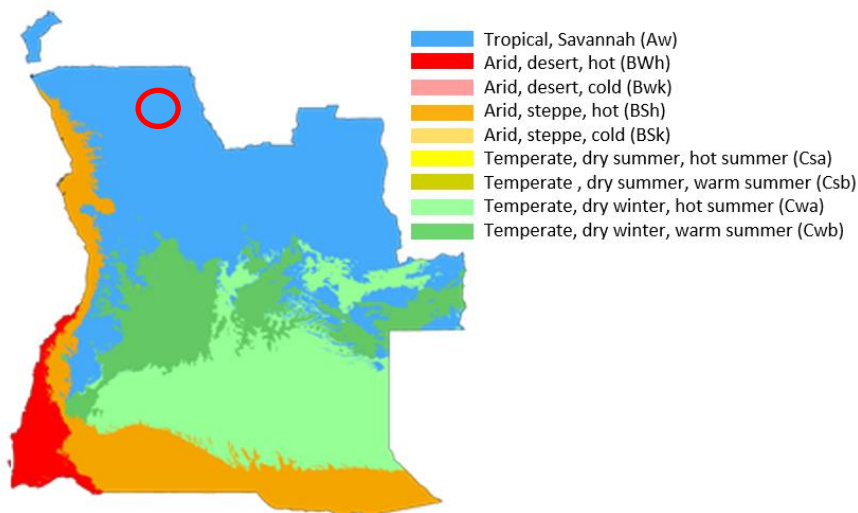 Tropical, Savannah (Aw)
Arid, desert, hot (BWh)
Arid, desert, cold (Bwk)
Arid, steppe, hot (BSh)
Arid, steppe, cold (BSk)
Temperate, dry summer, hot summer (Csa)
Temperate , dry summer, warm summer (Csb)
Temperate, dry winter, hot summer (Cwa)
Temperate, dry winter, warm summer (Cwb)